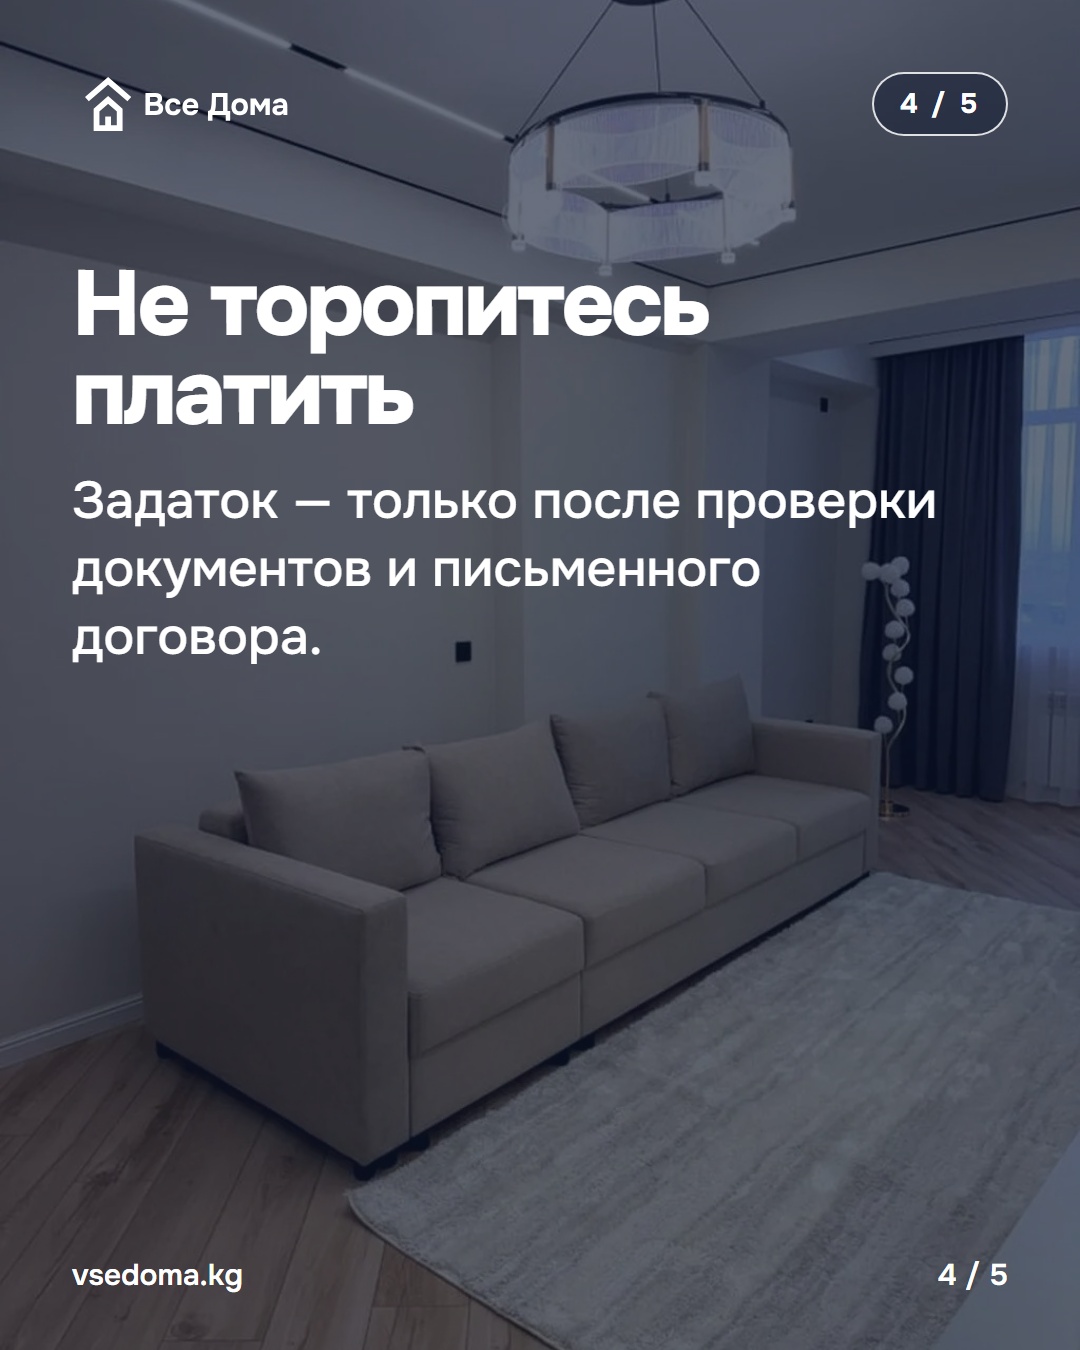 Все Дома
4 / 5
Не торопитесь
платить
Задаток — только после проверки
документов и письменного
договора.
vsedoma.kg
4 / 5